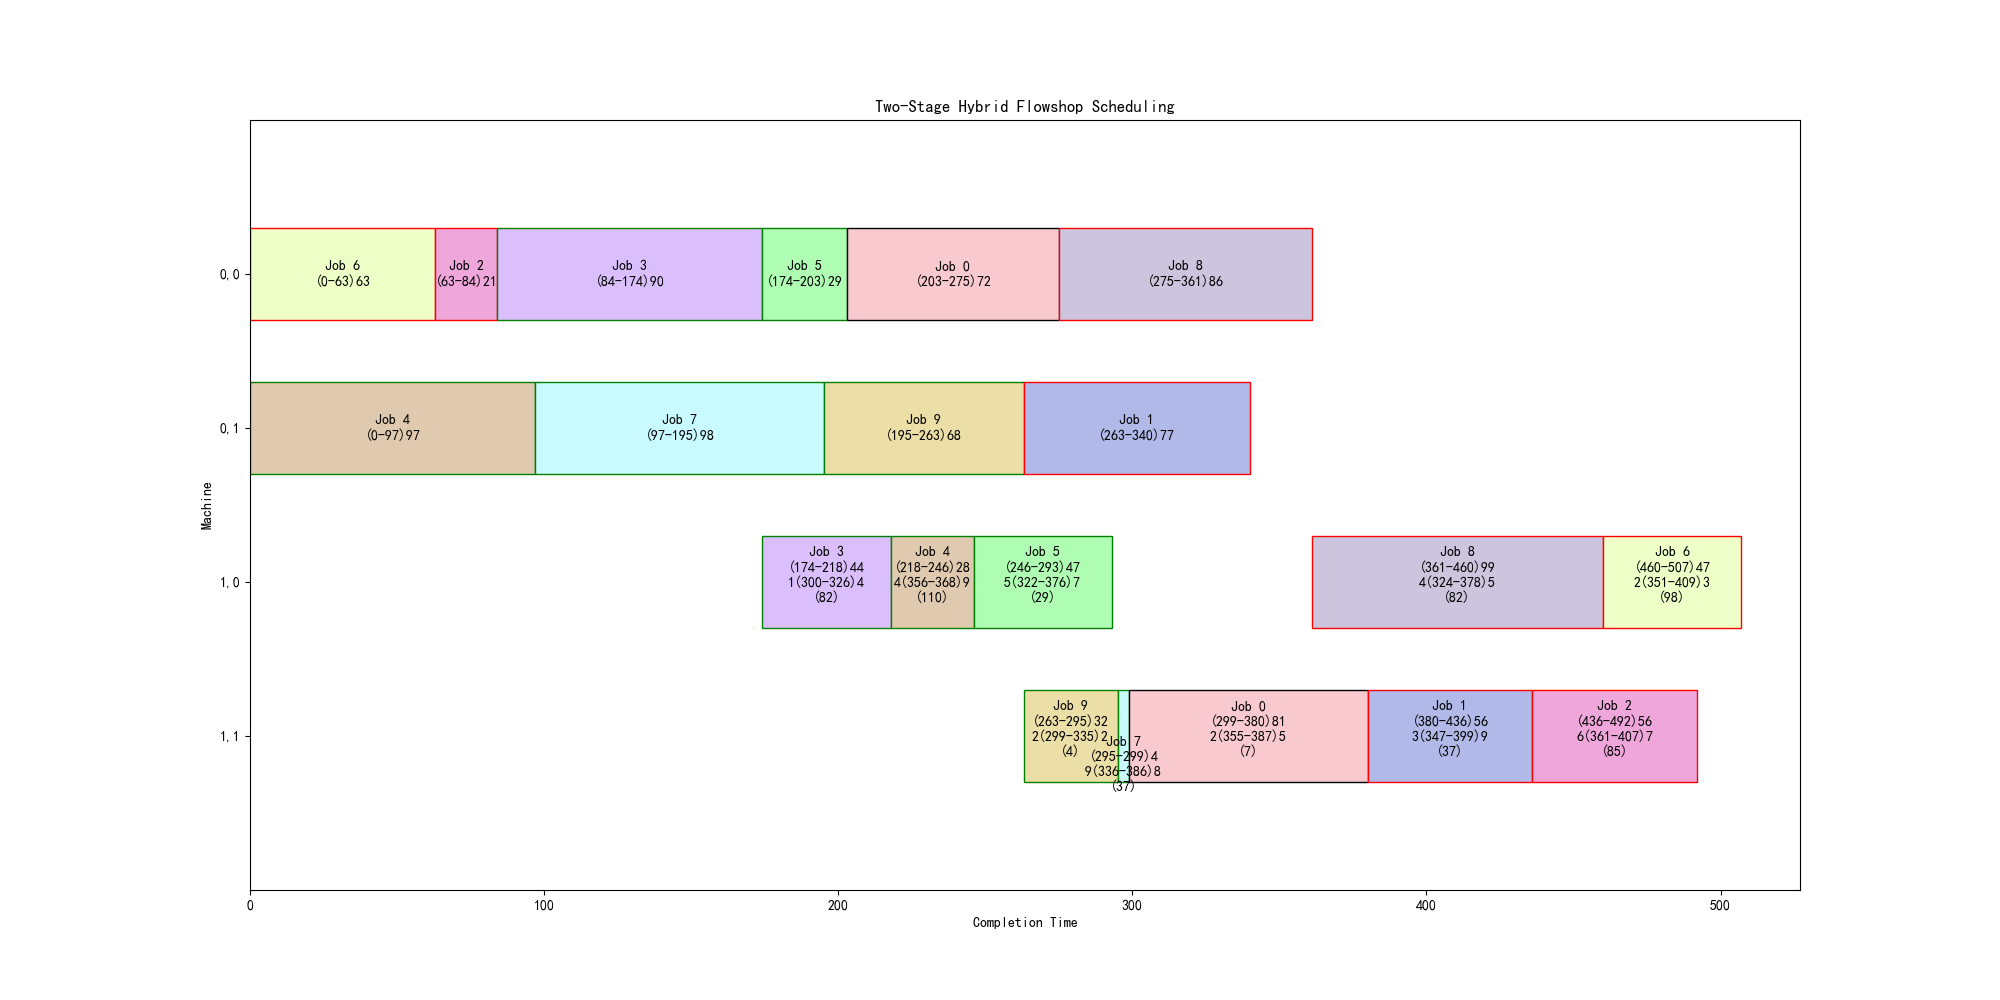 Two-Stage Hybrid Flowshop Scheduling
Machine
0,0
Job 6
(0-63)63
Job 2
(63-84)21
Job 3
(84-174)90
Job 5
(174-203)29
Job 0
(203-275)72
Job 8
(275-361)86
0,1
Job 4
(0-97)97
Job 7
(97-195)98
Job 9
(195-263)68
Job 1
(263-340)77
1,0
Job 3
(174-218)44
1(300-326)4
(82)
Job 4
(218-246)28
4(356-368)9
(110)
Job 5
(246-293)47
5(322-376)7
(29)
Job 8
(361-460)99
4(324-378)5
(82)
Job 6
(460-507)47
2(351-409)3
(98)
1,1
Job 9
(263-295)32
2(299-335)2
(4)
Job 7
(295-299)4
9(336-386)8
(37)
Job 0
(299-380)81
2(355-387)5
(7)
Job 1
(380-436)56
3(347-399)9
(37)
Job 2
(436-492)56
6(361-407)7
(85)
0
100
200
300
400
500
Completion Time